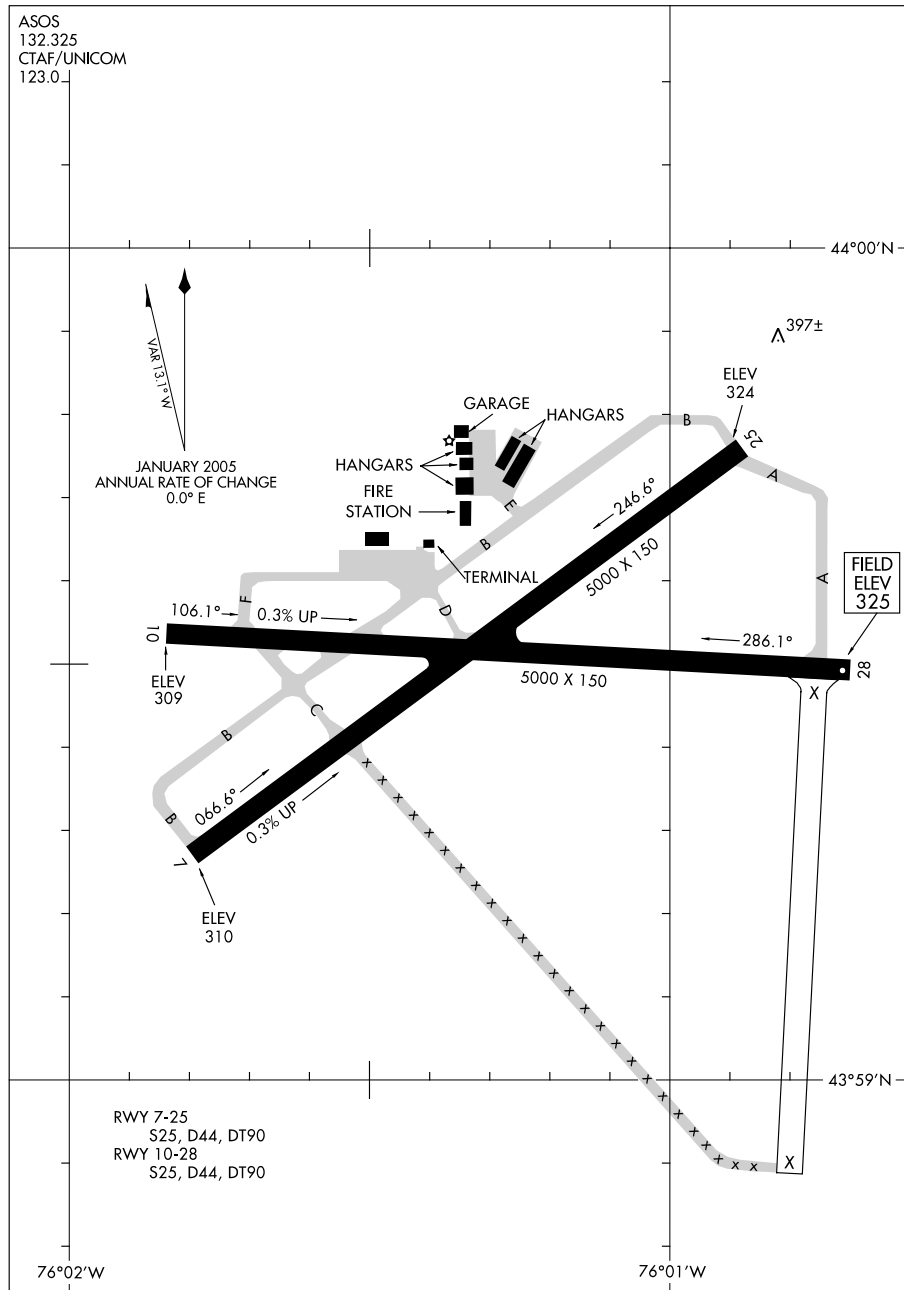 ASOS
132.325
CTAF/UNICOM
123.0
44°00'N
397±
VAR 13.1° W
JANUARY 2005
ANNUAL RATE OF CHANGE
0.0° E
ELEV
324
25
B
A
GARAGE
HANGARS
HANGARS
FIRE
STATION
E
B
246.6°
5000 X 150
TERMINAL
A
FIELD
ELEV
325
F
D
106.1°
0.3% UP
10
286.1°
28
ELEV
309
5000 X 150
X
C
B
066.6°
0.3% UP
B
7
ELEV
310
x x x x x x x x x x x x x x x x x x x x x x x x x x
X
43°59'N
RWY 7-25
S25, D44, DT90
RWY 10-28
S25, D44, DT90
76°02'W
76°01'W